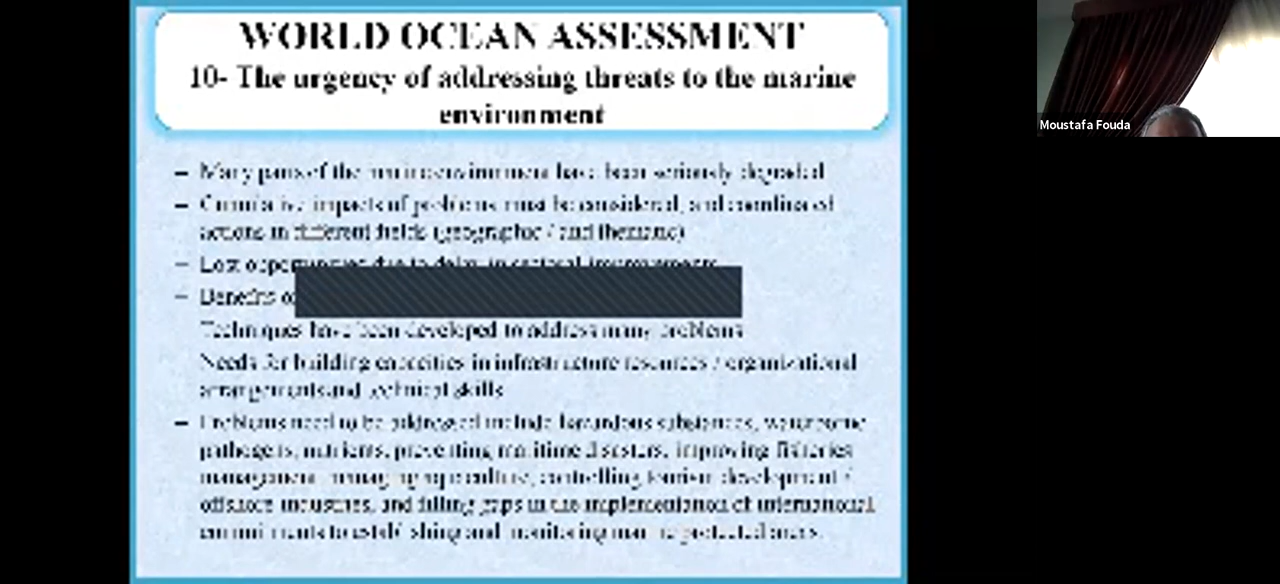 WORLD OCEAN ASSESSMENT
10- The urgency of addressing threats to the marine
environment
– Many parts of the marine environment have been seriously degraded
– Cumulative impacts of problems must be considered, and coordinated
actions in different fields (geographic / and thematic)
– Lost opportunities due to delay in sectoral improvements
– Benefits
Techniques have been developed to address many problems
Needs for building capacities in infrastructure resources / organizational
arrangements and technical skills
– Problems need to be addressed include hazardous substances, waterborne
pathogens, nutrients, preventing maritime disasters, improving fisheries
management, managing aquaculture, controlling tourism development /
offshore industries, and filling gaps in the implementation of international
commitments to establishing and monitoring marine protected areas.
Moustafa Fouda